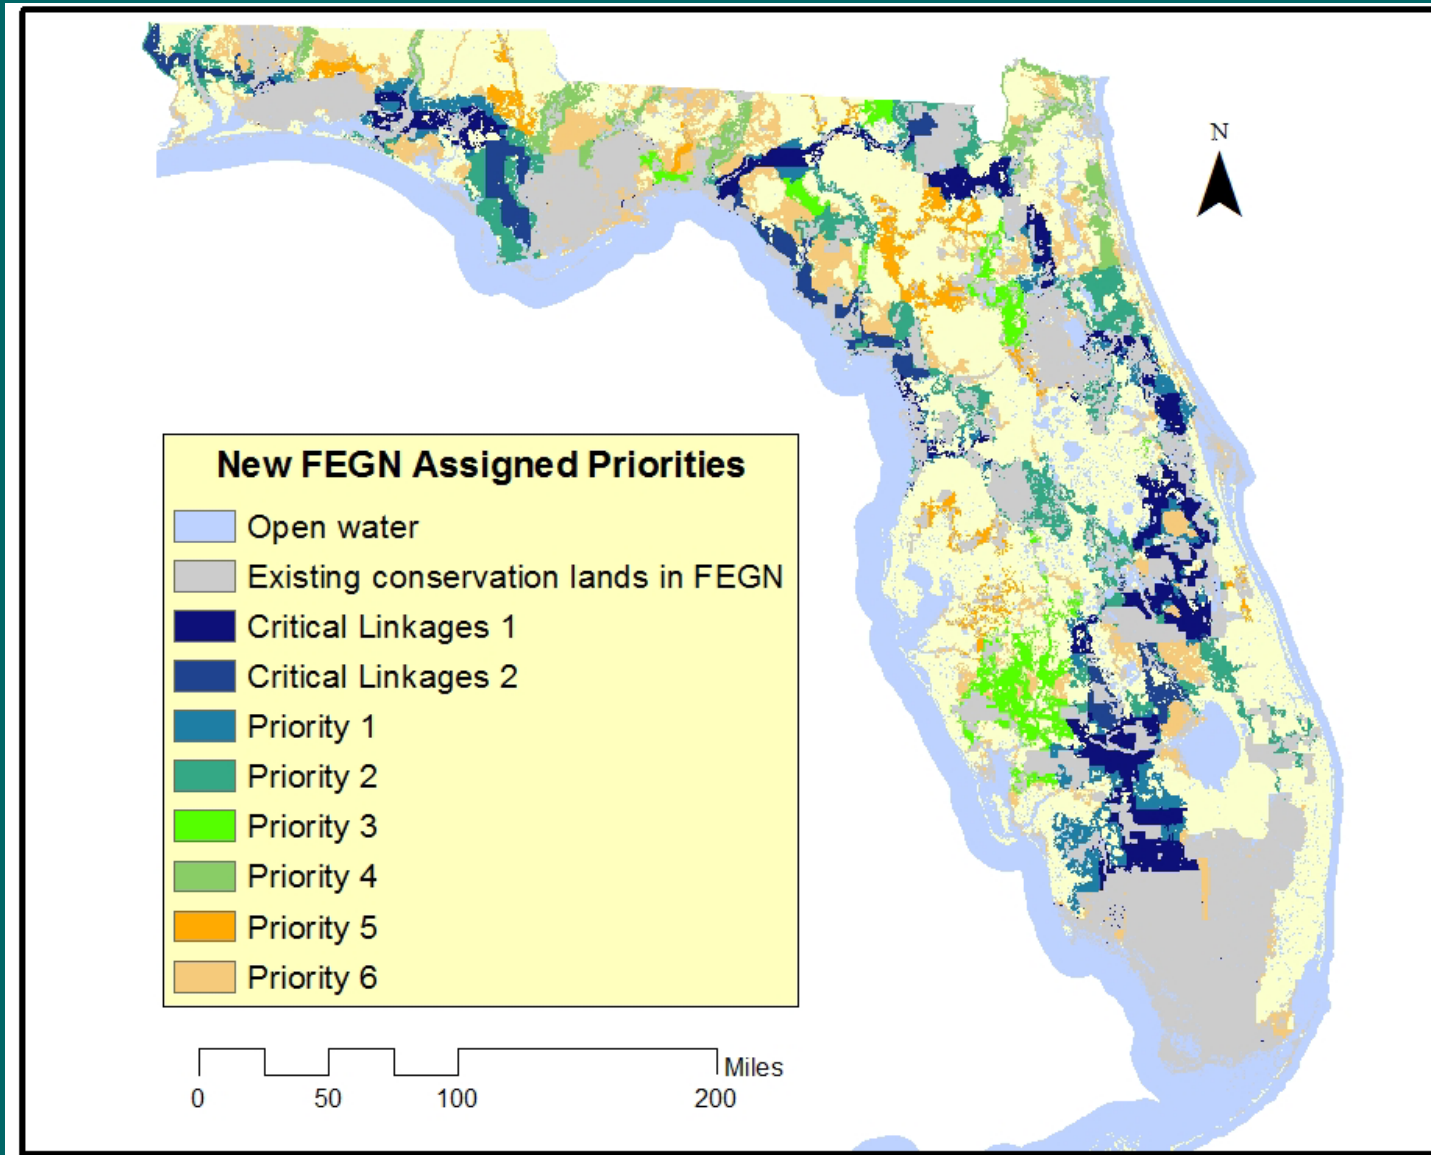 N
New FEGN Assigned Priorities
Open water
Existing conservation lands in FEGN
Critical Linkages 1
Critical Linkages 2
Priority 1
Priority 2
Priority 3
Priority 4
Priority 5
Priority 6
Miles
0 50 100 200